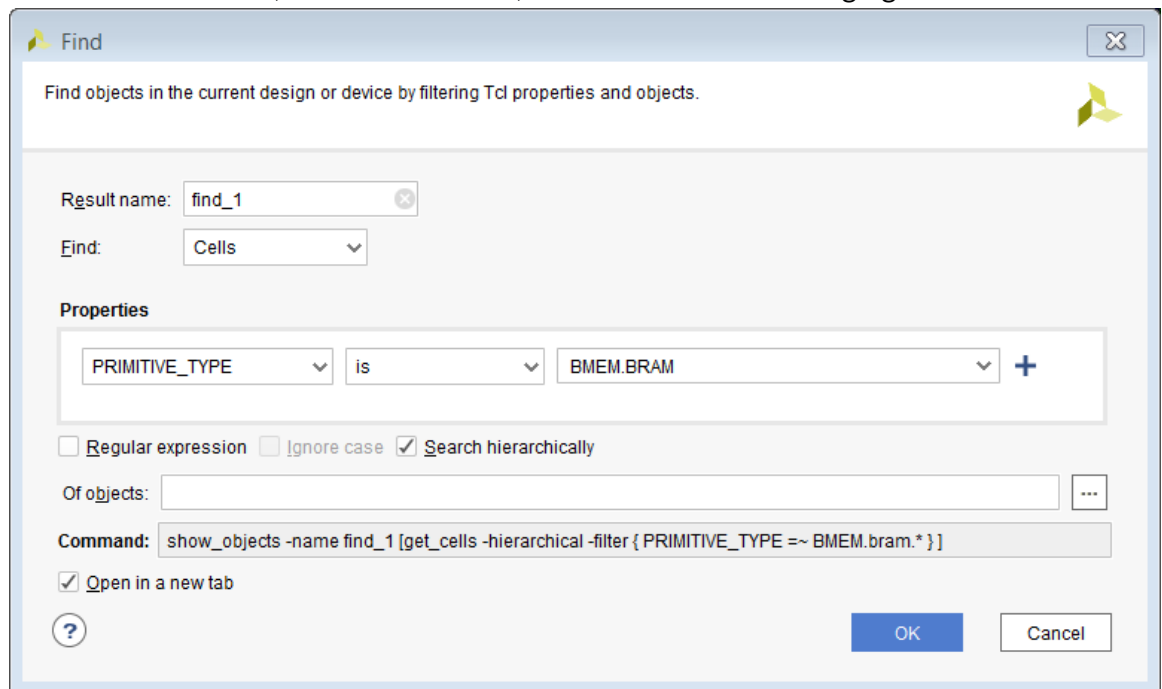 Find
Find objects in the current design or device by filtering Tcl properties and objects.
Result name: find_1
Find: Cells
Properties
PRIMITIVE_TYPE is BMEM.BRAM
Regular expression Ignore case Search hierarchically
Of objects: ...
Command: show_objects -name find_1 [get_cells -hierarchical -filter { PRIMITIVE_TYPE =~ BMEM.bram.* } ]
Open in a new tab
? OK Cancel